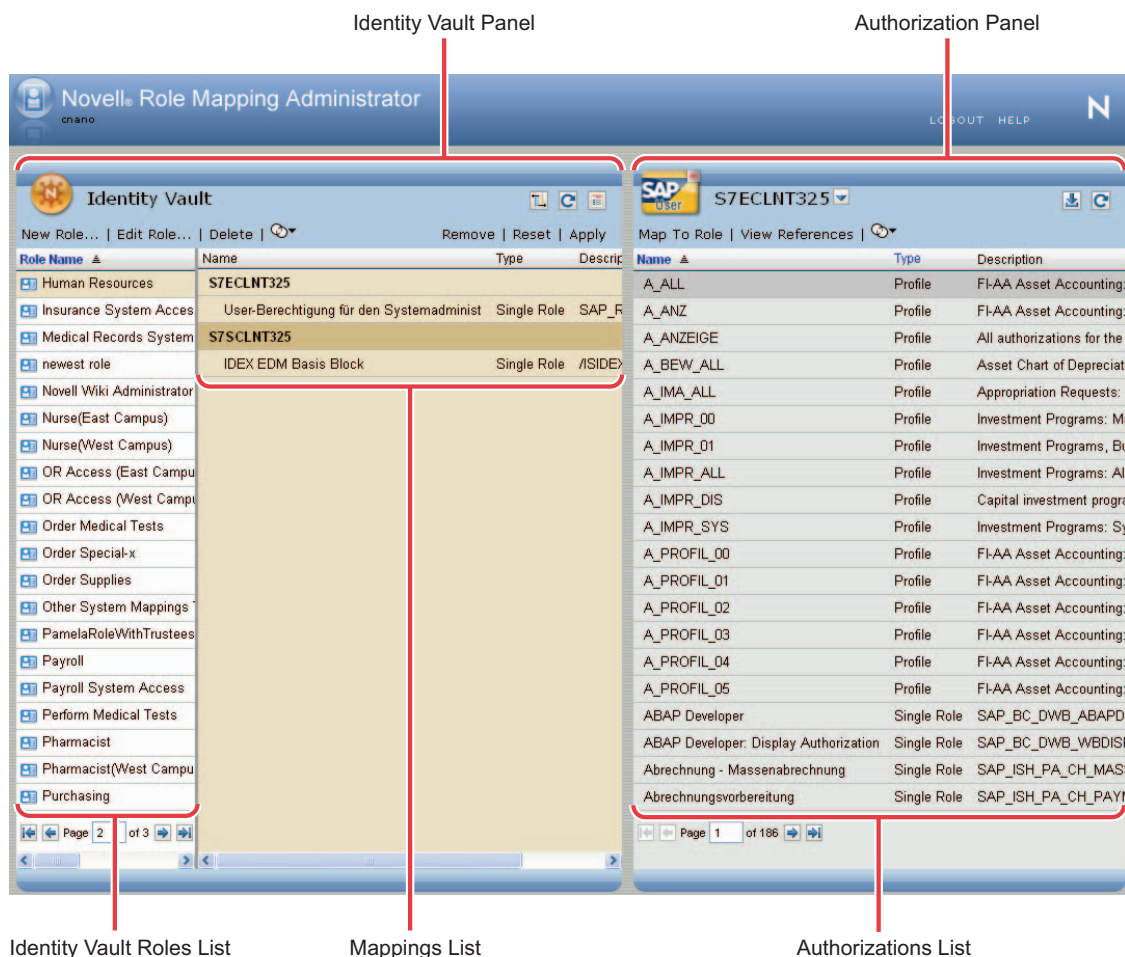 Identity Vault Panel
Authorization Panel
Novell® Role Mapping Administrator
cnano
LOGOUT HELP
N
Identity Vault
New Role... | Edit Role... | Delete |
Remove | Reset | Apply
Role Name
Human Resources
Insurance System Acces
Medical Records System
newest role
Novell Wiki Administrator
Nurse(East Campus)
Nurse(West Campus)
OR Access (East Campu
OR Access (West Campu
Order Medical Tests
Order Special-x
Order Supplies
Other System Mappings
PamelaRoleWithTrustees
Payroll
Payroll System Access
Perform Medical Tests
Pharmacist
Pharmacist(West Campu
Purchasing
Page 2 of 3
Name Type Descrip
S7ECLNT325
User-Berechtigung für den Systemadminist Single Role SAP_R
S7SCLNT325
IDEX EDM Basis Block Single Role /ISIDEX
SAP User
S7ECLNT325
Map To Role | View References |
Name Type Description
A_ALL Profile FI-AA Asset Accounting:
A_ANZ Profile FI-AA Asset Accounting:
A_ANZEIGE Profile All authorizations for the
A_BEW_ALL Profile Asset Chart of Depreciat
A_IMA_ALL Profile Appropriation Requests:
A_IMPR_00 Profile Investment Programs: M
A_IMPR_01 Profile Investment Programs, Bu
A_IMPR_ALL Profile Investment Programs: Al
A_IMPR_DIS Profile Capital investment progra
A_IMPR_SYS Profile Investment Programs: Sy
A_PROFIL_00 Profile FI-AA Asset Accounting:
A_PROFIL_01 Profile FI-AA Asset Accounting:
A_PROFIL_02 Profile FI-AA Asset Accounting:
A_PROFIL_03 Profile FI-AA Asset Accounting:
A_PROFIL_04 Profile FI-AA Asset Accounting:
A_PROFIL_05 Profile FI-AA Asset Accounting:
ABAP Developer Single Role SAP_BC_DWB_ABAPD
ABAP Developer: Display Authorization Single Role SAP_BC_DWB_WBDISI
Abrechnung - Massenabrechnung Single Role SAP_ISH_PA_CH_MAS
Abrechnungsvorbereitung Single Role SAP_ISH_PA_CH_PAYM
Page 1 of 186
Identity Vault Roles List
Mappings List
Authorizations List